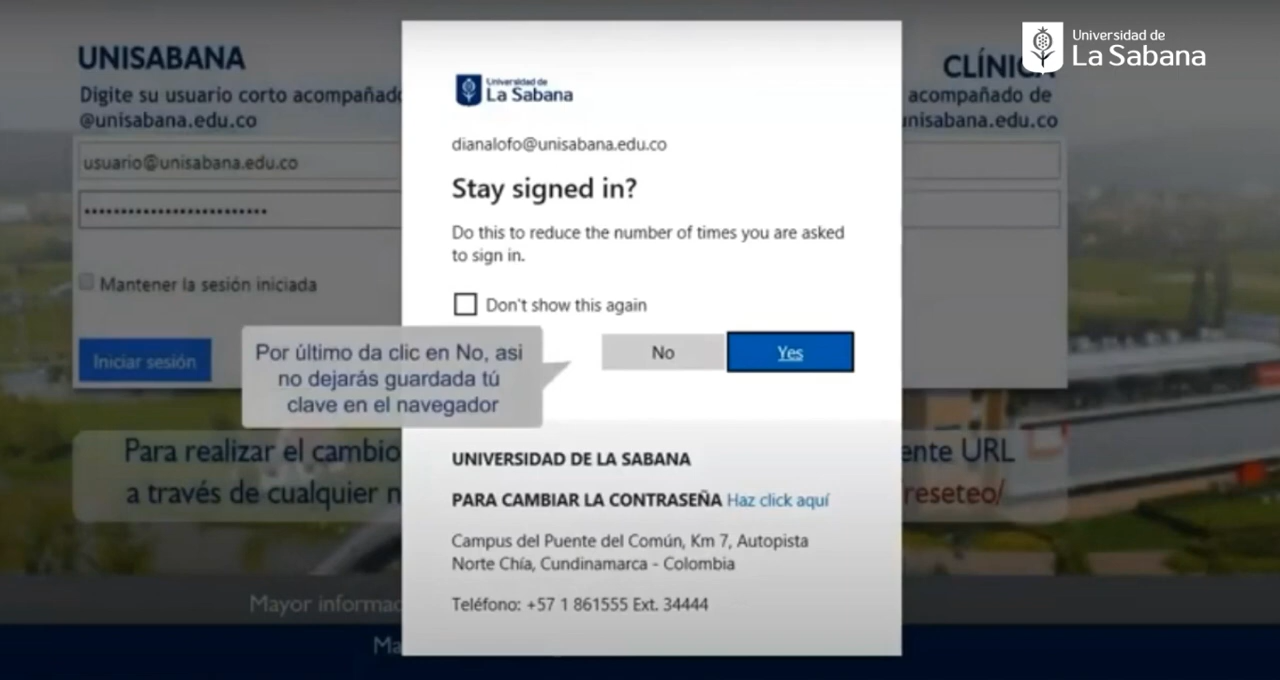 UNISABANA
Digite su usuario corto acompañado
@unisabana.edu.co
usuario@unisabana.edu.co
Mantener la sesión iniciada
Iniciar sesión
Para realizar el cambio
a través de cualquier
Mayor
Universidad de
La Sabana
dianalofo@unisabana.edu.co
Stay signed in?
Do this to reduce the number of times you are asked
to sign in.
Don't show this again
No
Yes
Por último da clic en No, asi
no dejarás guardada tú
clave en el navegador
UNIVERSIDAD DE LA SABANA
PARA CAMBIAR LA CONTRASEÑA Haz click aquí
Campus del Puente del Común, Km 7, Autopista
Norte Chía, Cundinamarca - Colombia
Teléfono: +57 1 861555 Ext. 34444
Universidad de
La Sabana
CLÍNICA
acompañado de
unisabana.edu.co
URL
reseteo/